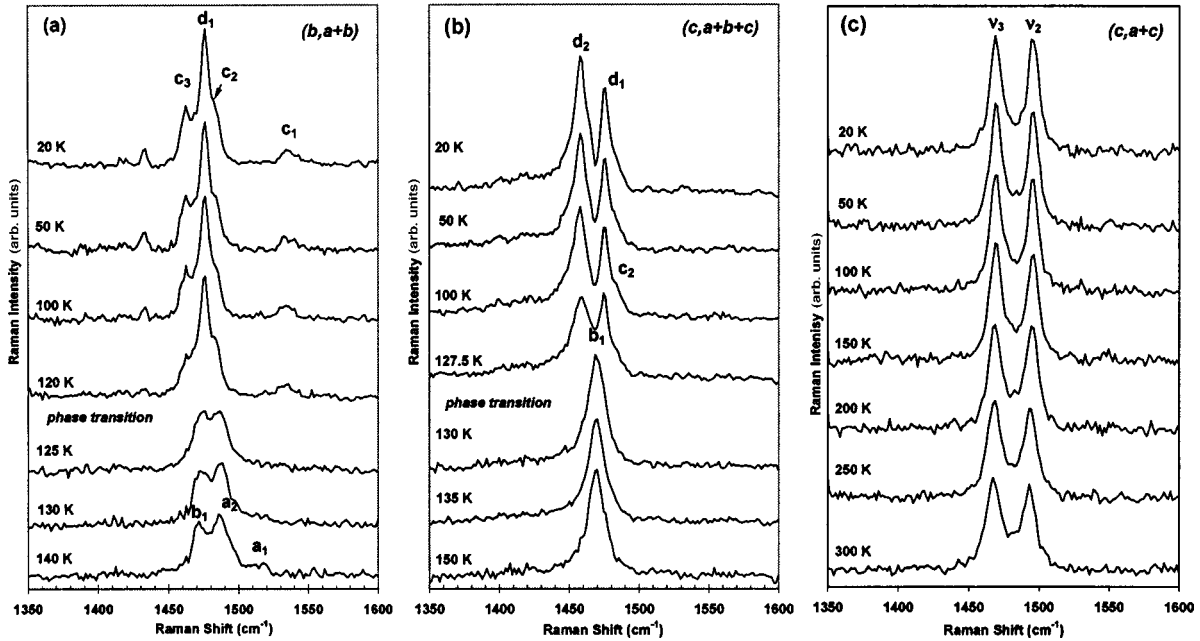 (a)
(b,a+b)
d1
c3
c2
c1
20 K
50 K
100 K
120 K
phase transition
125 K
130 K
b1
a2
a1
140 K
1350 1400 1450 1500 1550 1600
Raman Shift (cm-1)
Raman Intensity (arb. units)
(b)
(c,a+b+c)
d2
d1
20 K
50 K
c2
100 K
b1
127.5 K
phase transition
130 K
135 K
150 K
1350 1400 1450 1500 1550 1600
Raman Shift (cm-1)
Raman Intensity (arb. units)
(c)
(c,a+c)
ν3 ν2
20 K
50 K
100 K
150 K
200 K
250 K
300 K
1350 1400 1450 1500 1550 1600
Raman Shift (cm-1)
Raman Intenisy (arb. units)